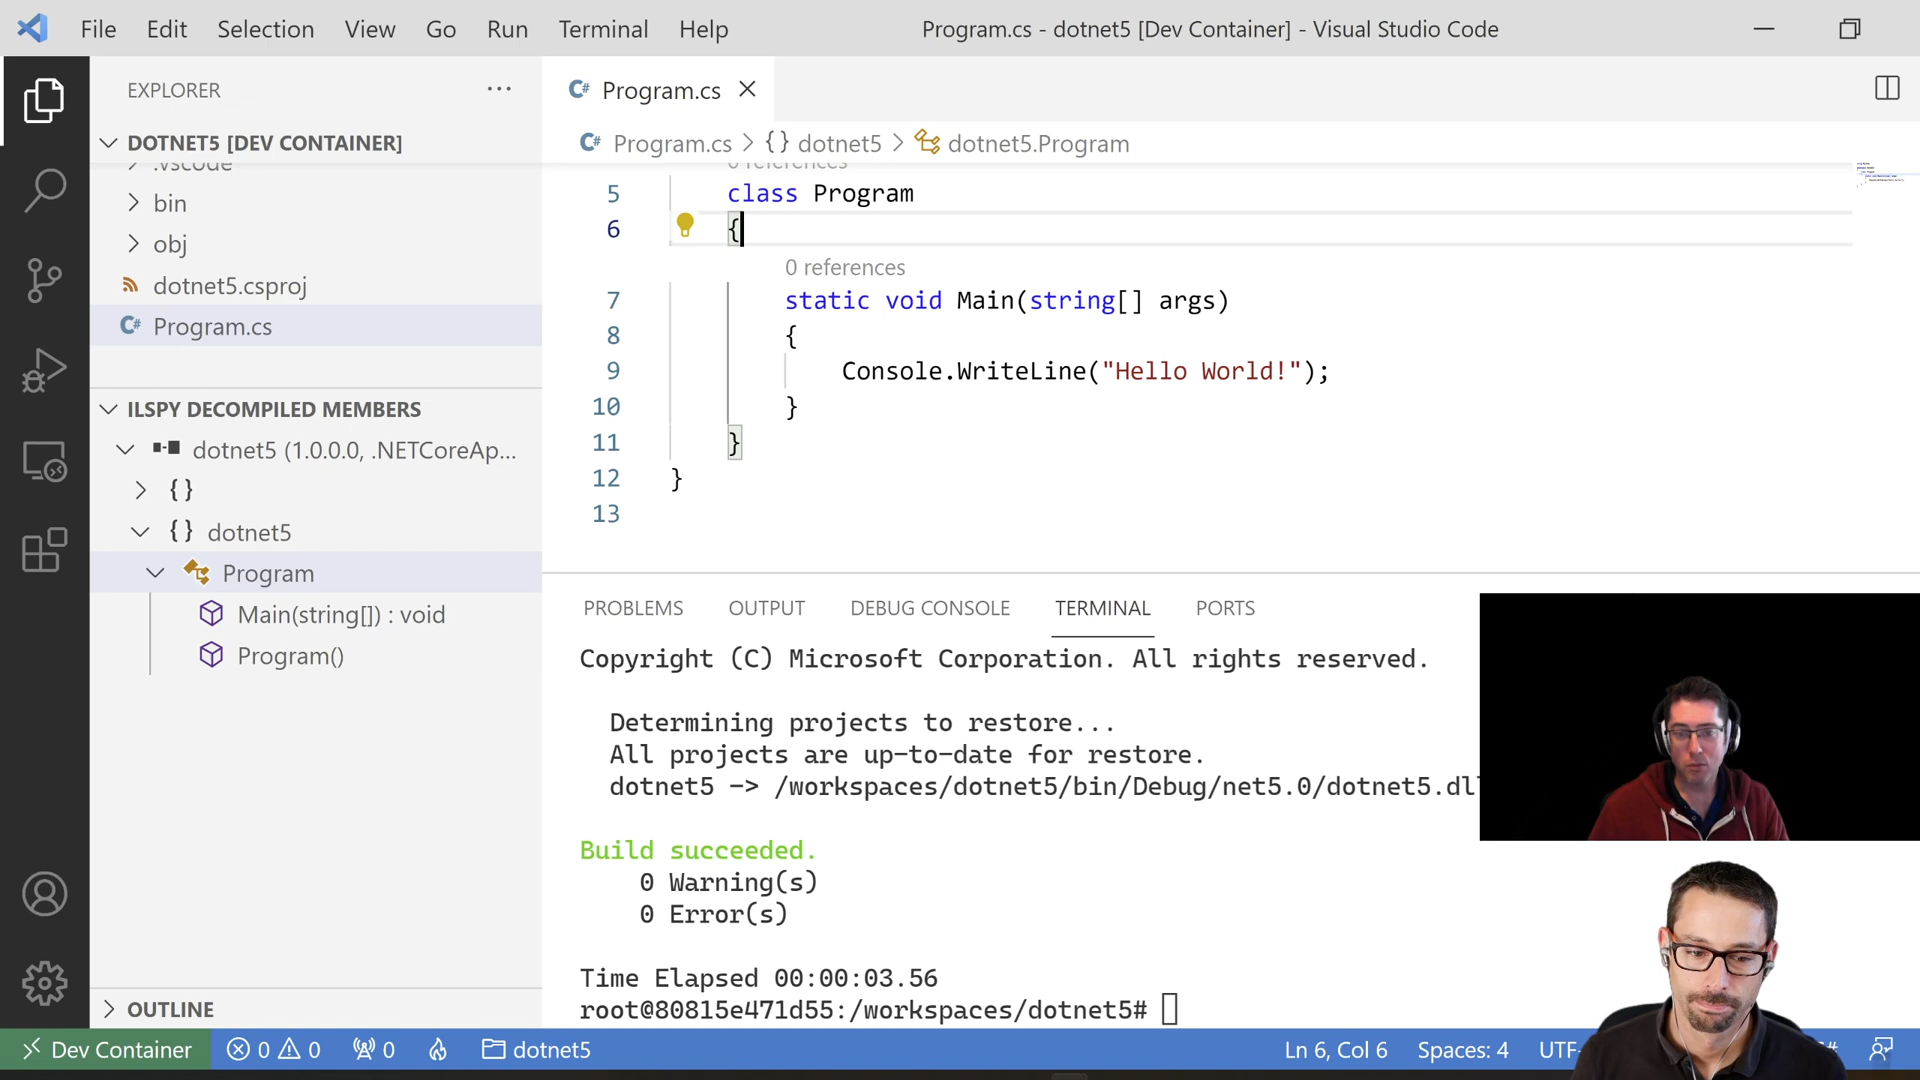 File Edit Selection View Go Run Terminal Help
Program.cs - dotnet5 [Dev Container] - Visual Studio Code
EXPLORER
DOTNET5 [DEV CONTAINER]
.vscode
bin
obj
dotnet5.csproj
Program.cs
ILSPY DECOMPILED MEMBERS
dotnet5 (1.0.0.0, .NETCoreAp...
{}
{} dotnet5
Program
Main(string[]) : void
Program()
OUTLINE
Program.cs
Program.cs > {} dotnet5 > dotnet5.Program
0 references
5 class Program
6 {
0 references
7 static void Main(string[] args)
8 {
9 Console.WriteLine("Hello World!");
10 }
11 }
12 }
13
PROBLEMS OUTPUT DEBUG CONSOLE TERMINAL PORTS
Copyright (C) Microsoft Corporation. All rights reserved.
Determining projects to restore...
All projects are up-to-date for restore.
dotnet5 -> /workspaces/dotnet5/bin/Debug/net5.0/dotnet5.dl
Build succeeded.
0 Warning(s)
0 Error(s)
Time Elapsed 00:00:03.56
root@80815e471d55:/workspaces/dotnet5#
Dev Container 0 0 0 dotnet5 Ln 6, Col 6 Spaces: 4 UTF-